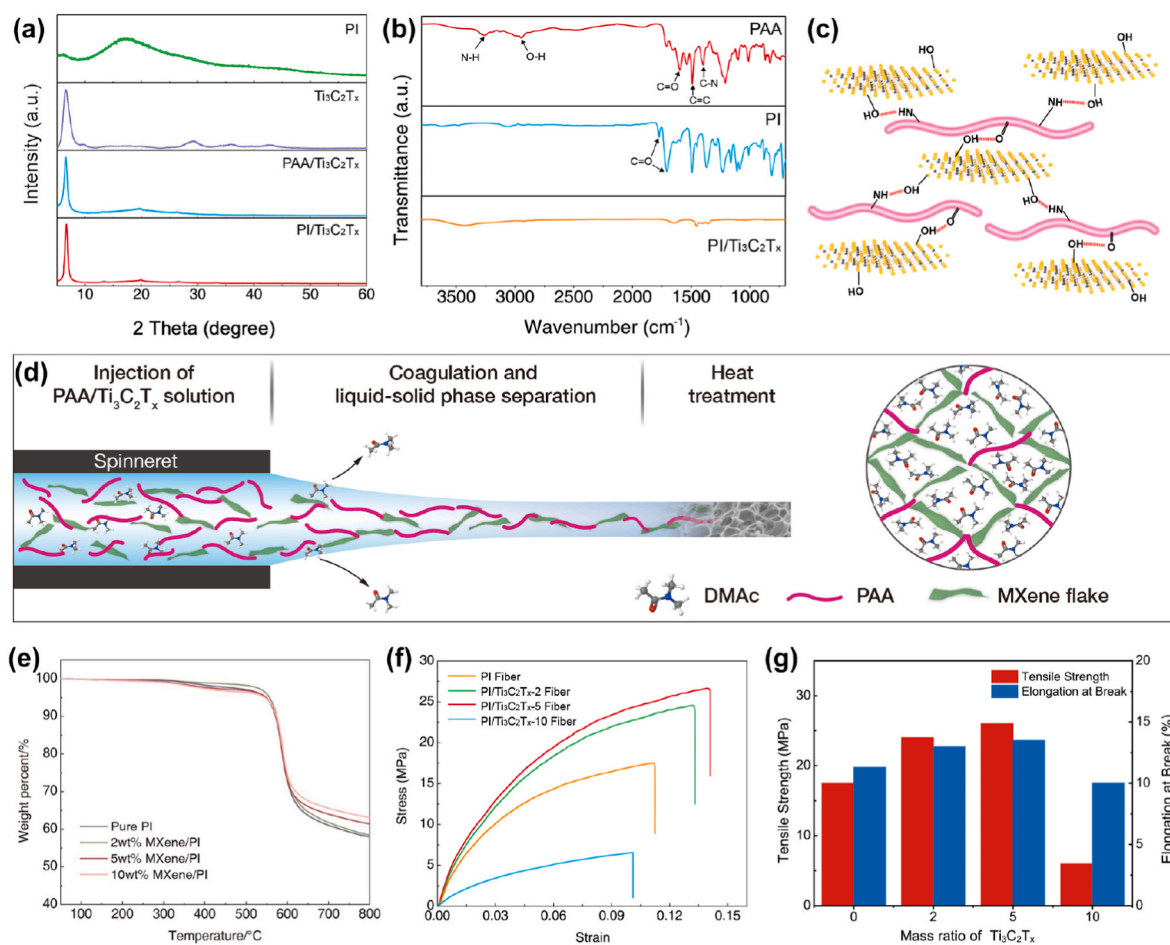 (a)
PI
Ti₃C₂Tₓ
PAA/Ti₃C₂Tₓ
PI/Ti₃C₂Tₓ
Intensity (a.u.)
10 20 30 40 50 60
2 Theta (degree)
(b)
PAA
N-H
O-H
C=O
C=C
C-N
PI
C=O
PI/Ti₃C₂Tₓ
Transmittance (a.u.)
3500 3000 2500 2000 1500 1000
Wavenumber (cm⁻¹)
(c)
HO
OH
HO
HN
NH
OH
OH
O
NH
OH
HO
HN
OH
O
OH
O
HO
OH
(d)
Injection of
PAA/Ti₃C₂Tₓ solution
Coagulation and
liquid-solid phase separation
Heat
treatment
Spinneret
DMAc
PAA
MXene flake
(e)
Weight percent/%
100
90
80
70
60
50
40
Pure PI
2wt% MXene/PI
5wt% MXene/PI
10wt% MXene/PI
100 200 300 400 500 600 700 800
Temperature/°C
(f)
Stress (MPa)
30
25
20
15
10
5
0
PI Fiber
PI/Ti₃C₂Tₓ-2 Fiber
PI/Ti₃C₂Tₓ-5 Fiber
PI/Ti₃C₂Tₓ-10 Fiber
0.00 0.03 0.06 0.09 0.12 0.15
Strain
(g)
Tensile Strength (MPa)
30
20
10
0
Tensile Strength
Elongation at Break
20
15
10
5
0
Elongation at Break (%)
0 2 5 10
Mass ratio of Ti₃C₂Tₓ